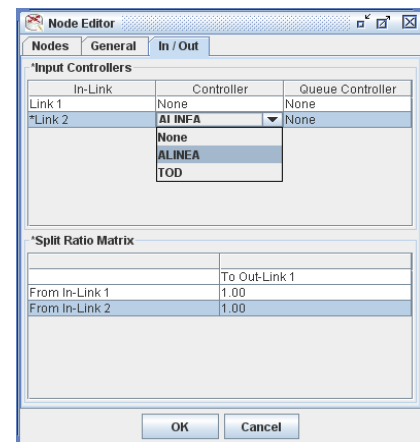 Node Editor
Nodes General In / Out
*Input Controllers
In-Link Controller Queue Controller
Link 1 None None
*Link 2 ALINEA None
None
ALINEA
TOD
*Split Ratio Matrix
To Out-Link 1
From In-Link 1 1.00
From In-Link 2 1.00
OK Cancel